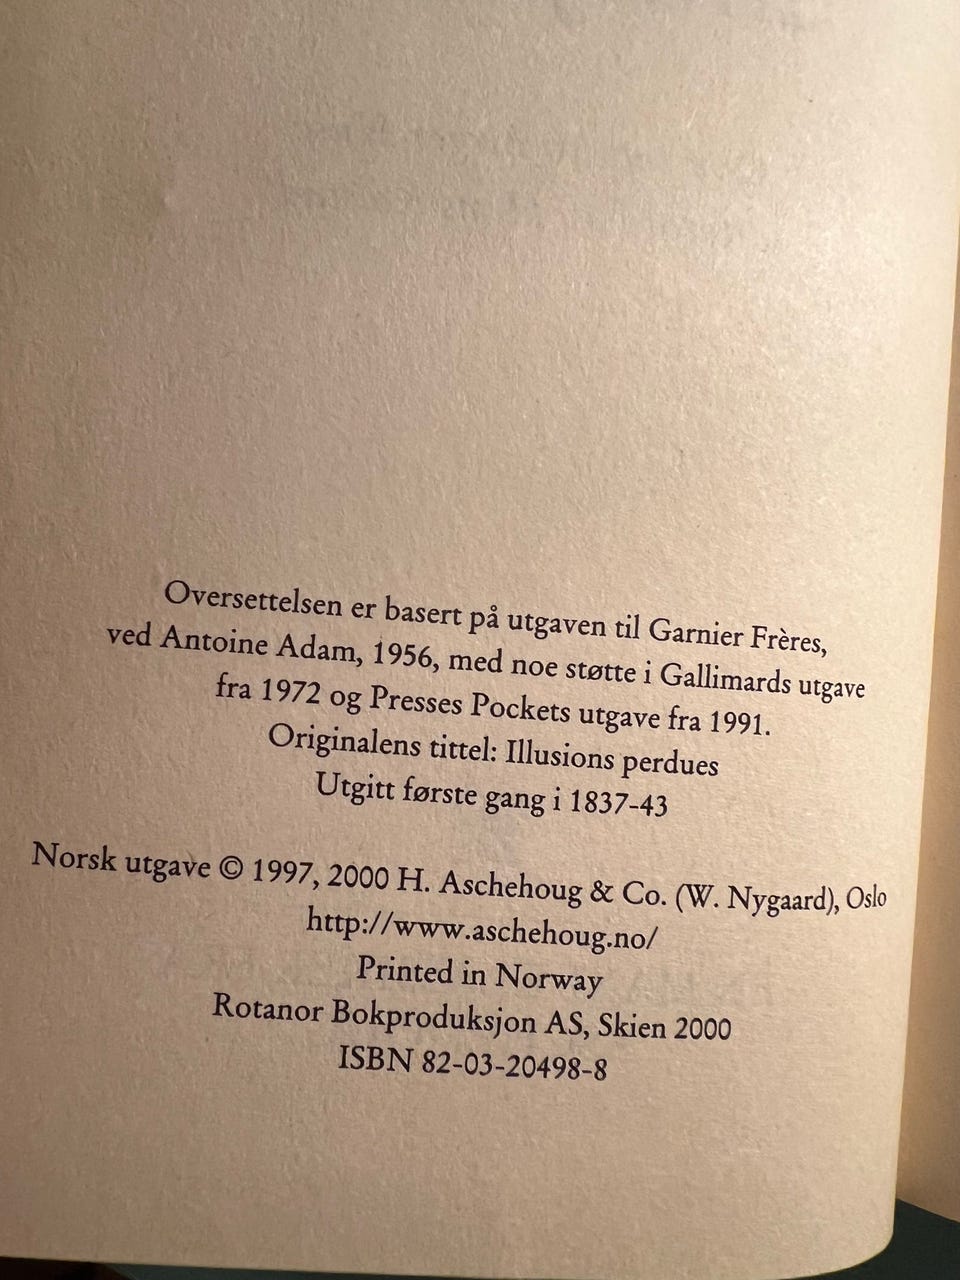 Oversettelsen er basert på utgaven til Garnier Frères,
ved Antoine Adam, 1956, med noe støtte i Gallimards utgave
fra 1972 og Presses Pockets utgave fra 1991.
Originalens tittel: Illusions perdues
Utgitt første gang i 1837-43
Norsk utgave © 1997, 2000 H. Aschehoug & Co. (W. Nygaard), Oslo
http://www.aschehoug.no/
Printed in Norway
Rotanor Bokproduksjon AS, Skien 2000
ISBN 82-03-20498-8